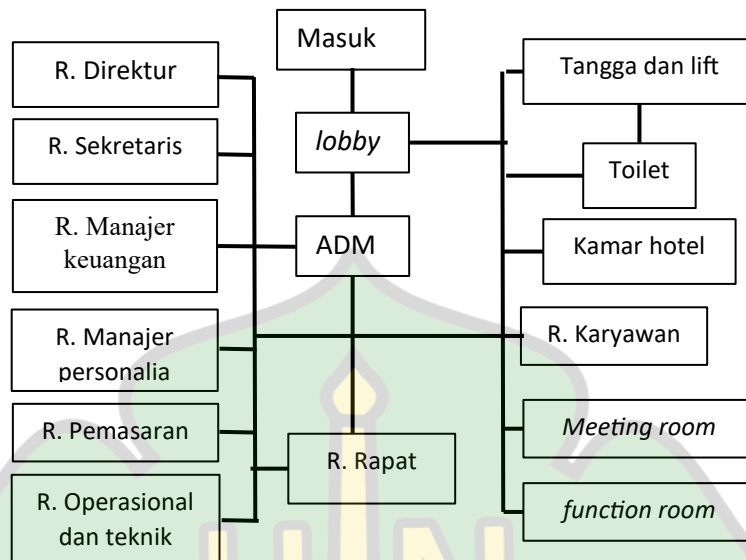 Masuk
R. Direktur
Tangga dan lift
R. Sekretaris
lobby
Toilet
R. Manajer
keuangan
ADM
Kamar hotel
R. Manajer
personalia
R. Karyawan
R. Pemasaran
Meeting room
R. Rapat
R. Operasional
dan teknik
function room
UIN